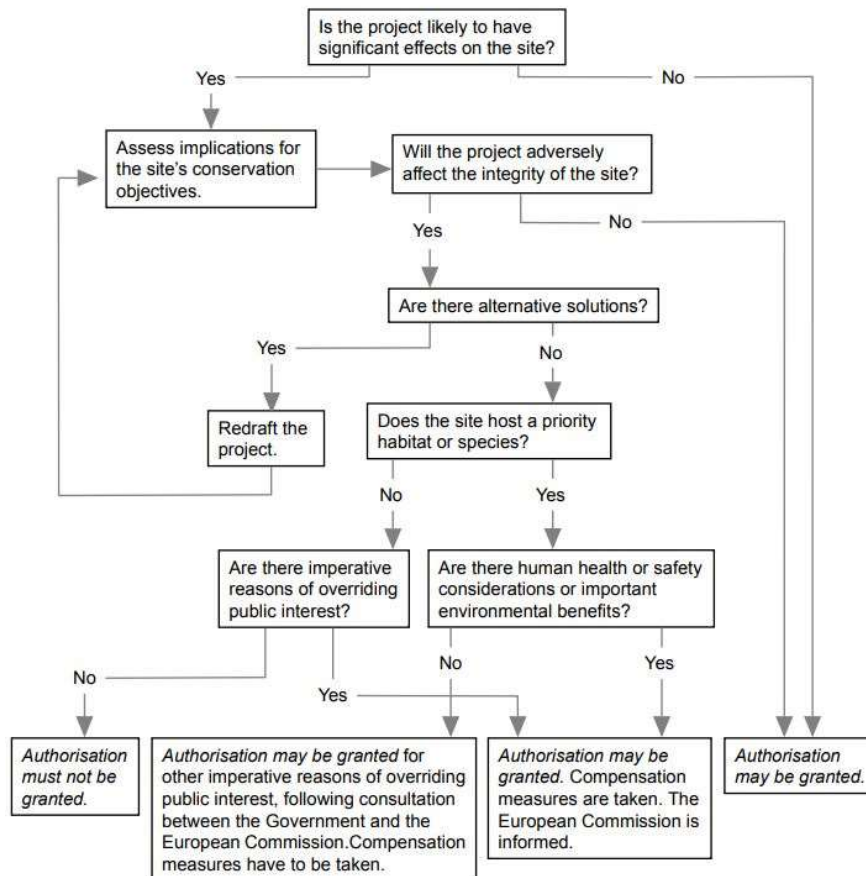 Is the project likely to have
significant effects on the site?
Yes
No
Assess implications for
the site's conservation
objectives.
Will the project adversely
affect the integrity of the site?
Yes
No
Are there alternative solutions?
Yes
No
Redraft the
project.
Does the site host a priority
habitat or species?
No
Yes
Are there imperative
reasons of overriding
public interest?
Are there human health or safety
considerations or important
environmental benefits?
No
Yes
No
Yes
Authorisation
must not be
granted.
Authorisation may be granted for
other imperative reasons of overriding
public interest, following consultation
between the Government and the
European Commission.Compensation
measures have to be taken.
Authorisation may be
granted. Compensation
measures are taken. The
European Commission is
informed.
Authorisation
may be granted.